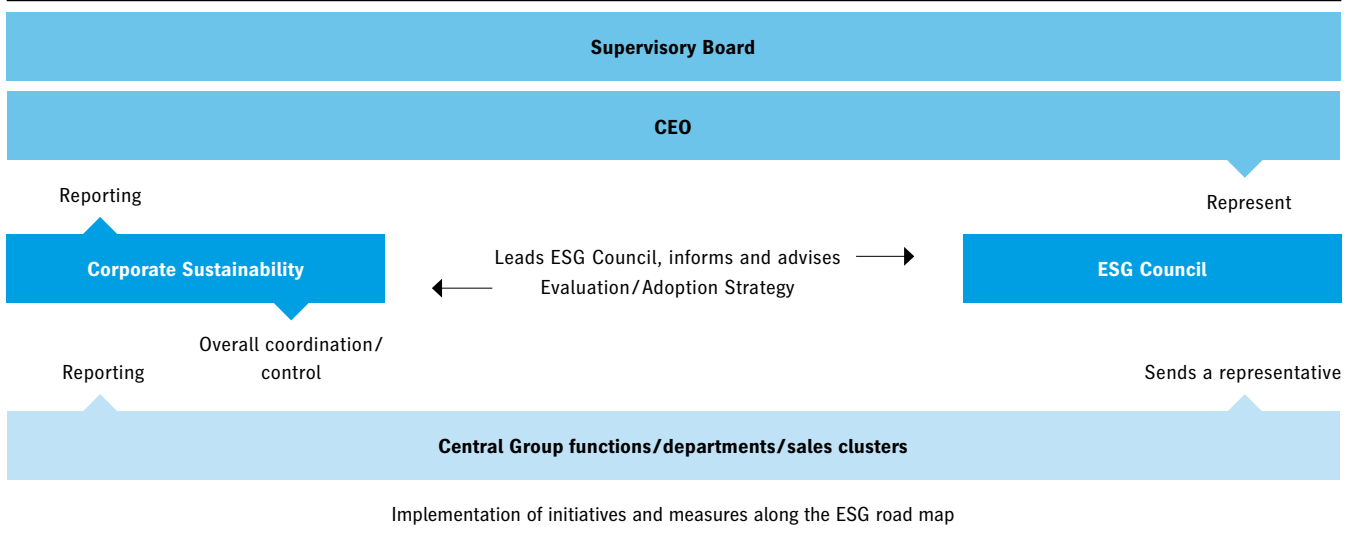 Supervisory Board
CEO
Reporting
Represent
Corporate Sustainability
Leads ESG Council, informs and advises
Evaluation/Adoption Strategy
ESG Council
Overall coordination/
control
Reporting
Sends a representative
Central Group functions/departments/sales clusters
Implementation of initiatives and measures along the ESG road map